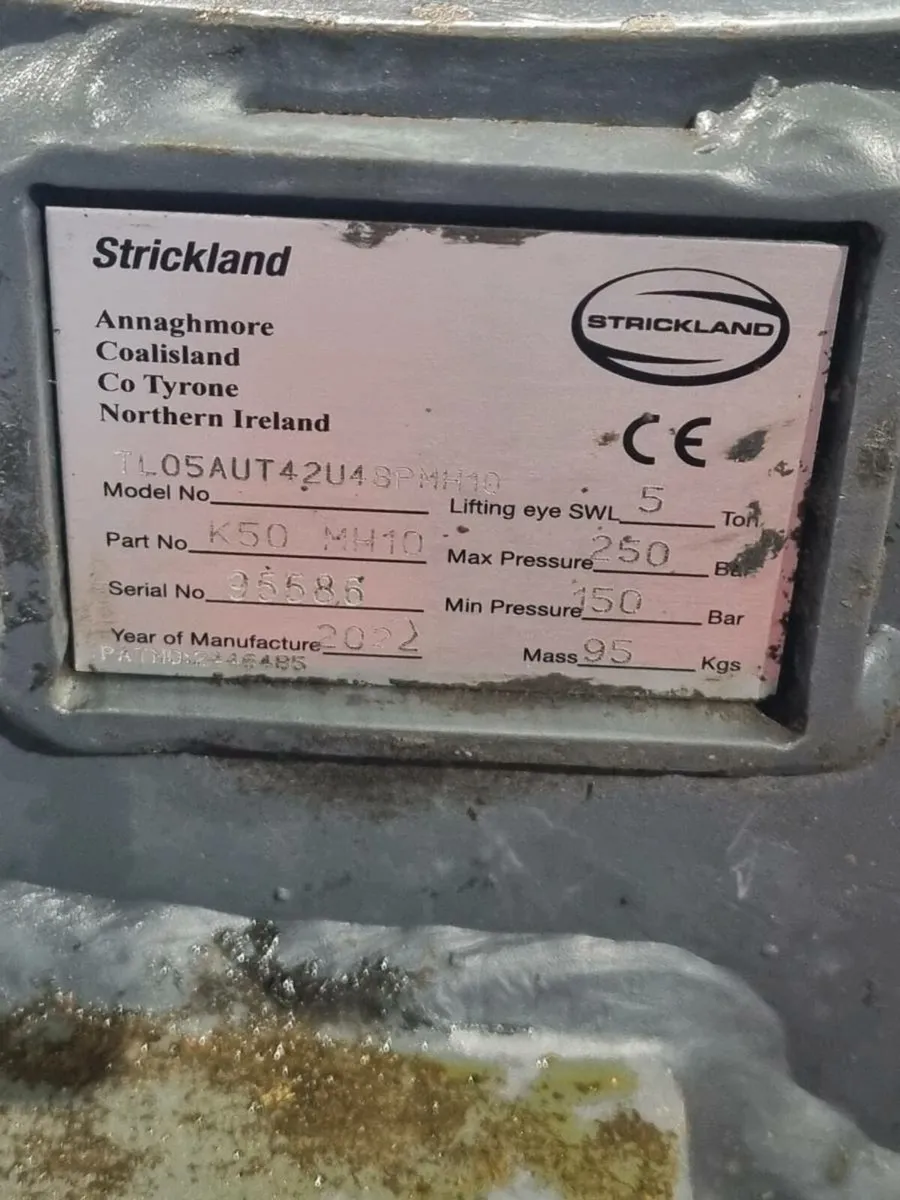 Strickland
STRICKLAND
Annaghmore
Coalisland
Co Tyrone
Northern Ireland
CE
TL05AUT42U48PMH10
Model No
Lifting eye SWL 5 Ton
Part No K50 MH10
Max Pressure 250 Bar
Serial No 95586
Min Pressure 150 Bar
Year of Manufacture 2022
Mass 95 Kgs